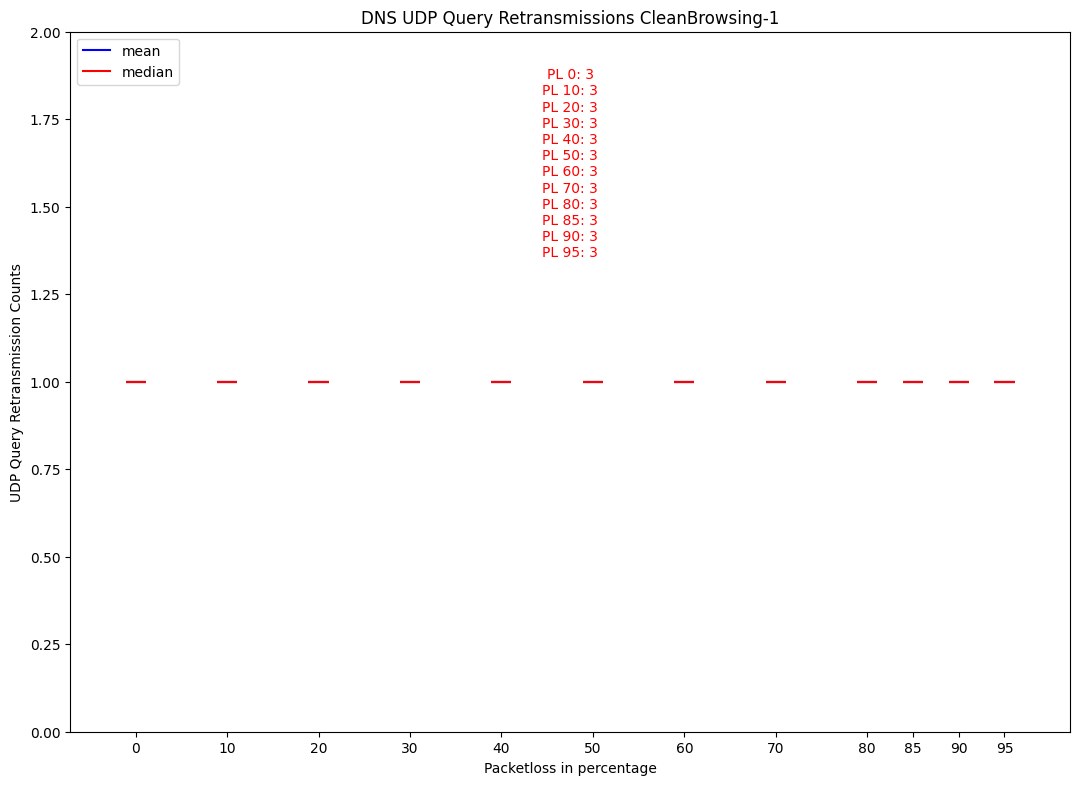 DNS UDP Query Retransmissions CleanBrowsing-1
mean
median
PL 0: 3
PL 10: 3
PL 20: 3
PL 30: 3
PL 40: 3
PL 50: 3
PL 60: 3
PL 70: 3
PL 80: 3
PL 85: 3
PL 90: 3
PL 95: 3
UDP Query Retransmission Counts
2.00
1.75
1.50
1.25
1.00
0.75
0.50
0.25
0.00
0 10 20 30 40 50 60 70 80 85 90 95
Packetloss in percentage